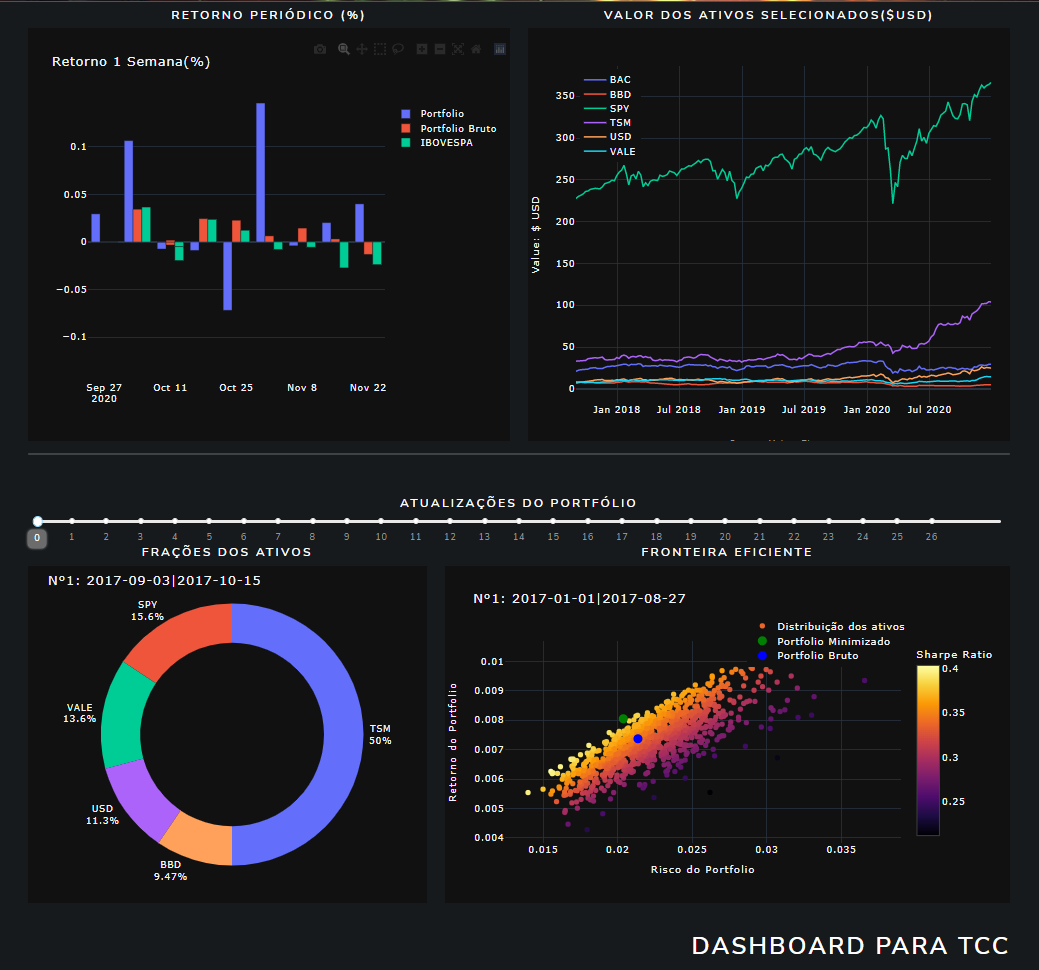 RETORNO PERIÓDICO (%)
VALOR DOS ATIVOS SELECIONADOS($USD)
Retorno 1 Semana(%)
Portfolio
Portfolio Bruto
IBOVESPA
0.1
0.05
0
−0.05
−0.1
Sep 27
2020
Oct 11
Oct 25
Nov 8
Nov 22
BAC
BBD
SPY
TSM
USD
VALE
Value: $ USD
350
300
250
200
150
100
50
0
Jan 2018
Jul 2018
Jan 2019
Jul 2019
Jan 2020
Jul 2020
ATUALIZAÇÕES DO PORTFÓLIO
0 1 2 3 4 5 6 7 8 9 10 11 12 13 14 15 16 17 18 19 20 21 22 23 24 25 26
FRAÇÕES DOS ATIVOS
FRONTEIRA EFICIENTE
Nº1: 2017-09-03|2017-10-15
SPY
15.6%
VALE
13.6%
USD
11.3%
BBD
9.47%
TSM
50%
Nº1: 2017-01-01|2017-08-27
Distribuição dos ativos
Portfolio Minimizado
Portfolio Bruto
Sharpe Ratio
0.4
0.35
0.3
0.25
Retorno do Portfolio
0.01
0.009
0.008
0.007
0.006
0.005
0.004
0.015
0.02
0.025
0.03
0.035
Risco do Portfolio
DASHBOARD PARA TCC